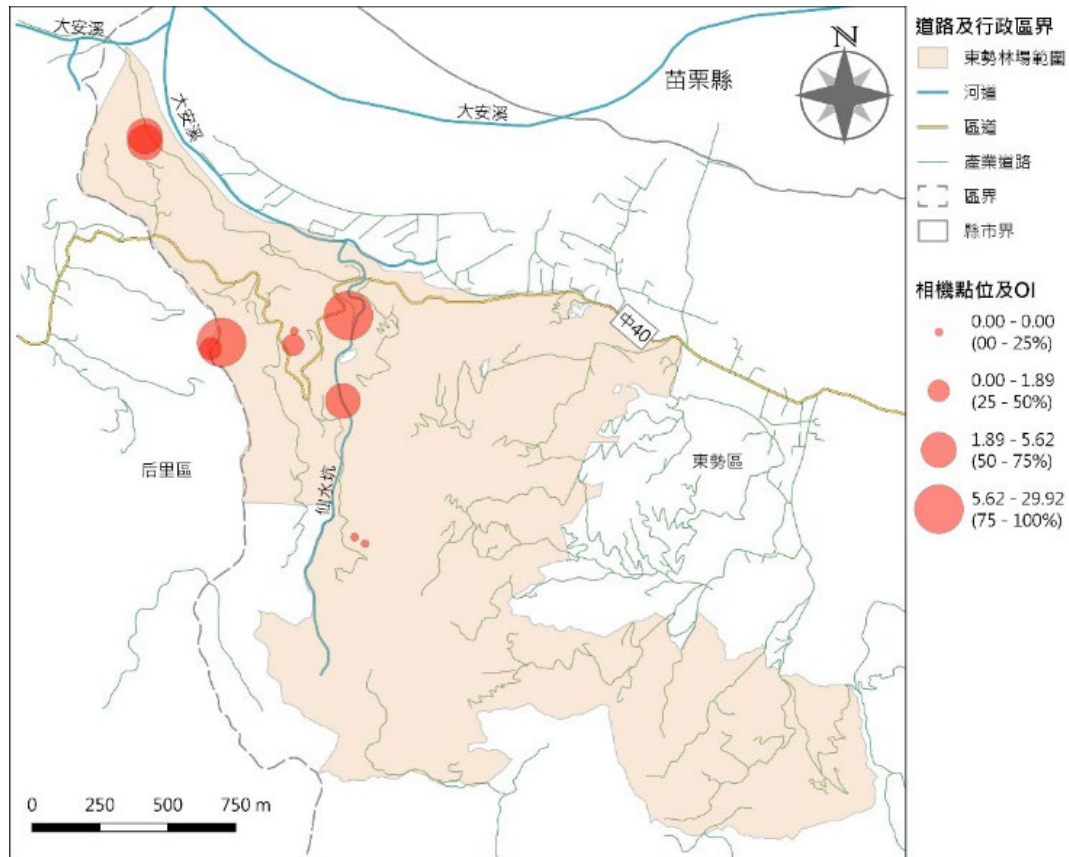 大安溪
大安溪
大安溪
苗栗縣
N
中40
东勢區
后里區
仙水坑
0 250 500 750 m
道路及行政區界
東勢林場範圍
河道
區道
產業道路
區界
縣市界
相機點位及OI
0.00 - 0.00
(00 - 25%)
0.00 - 1.89
(25 - 50%)
1.89 - 5.62
(50 - 75%)
5.62 - 29.92
(75 - 100%)